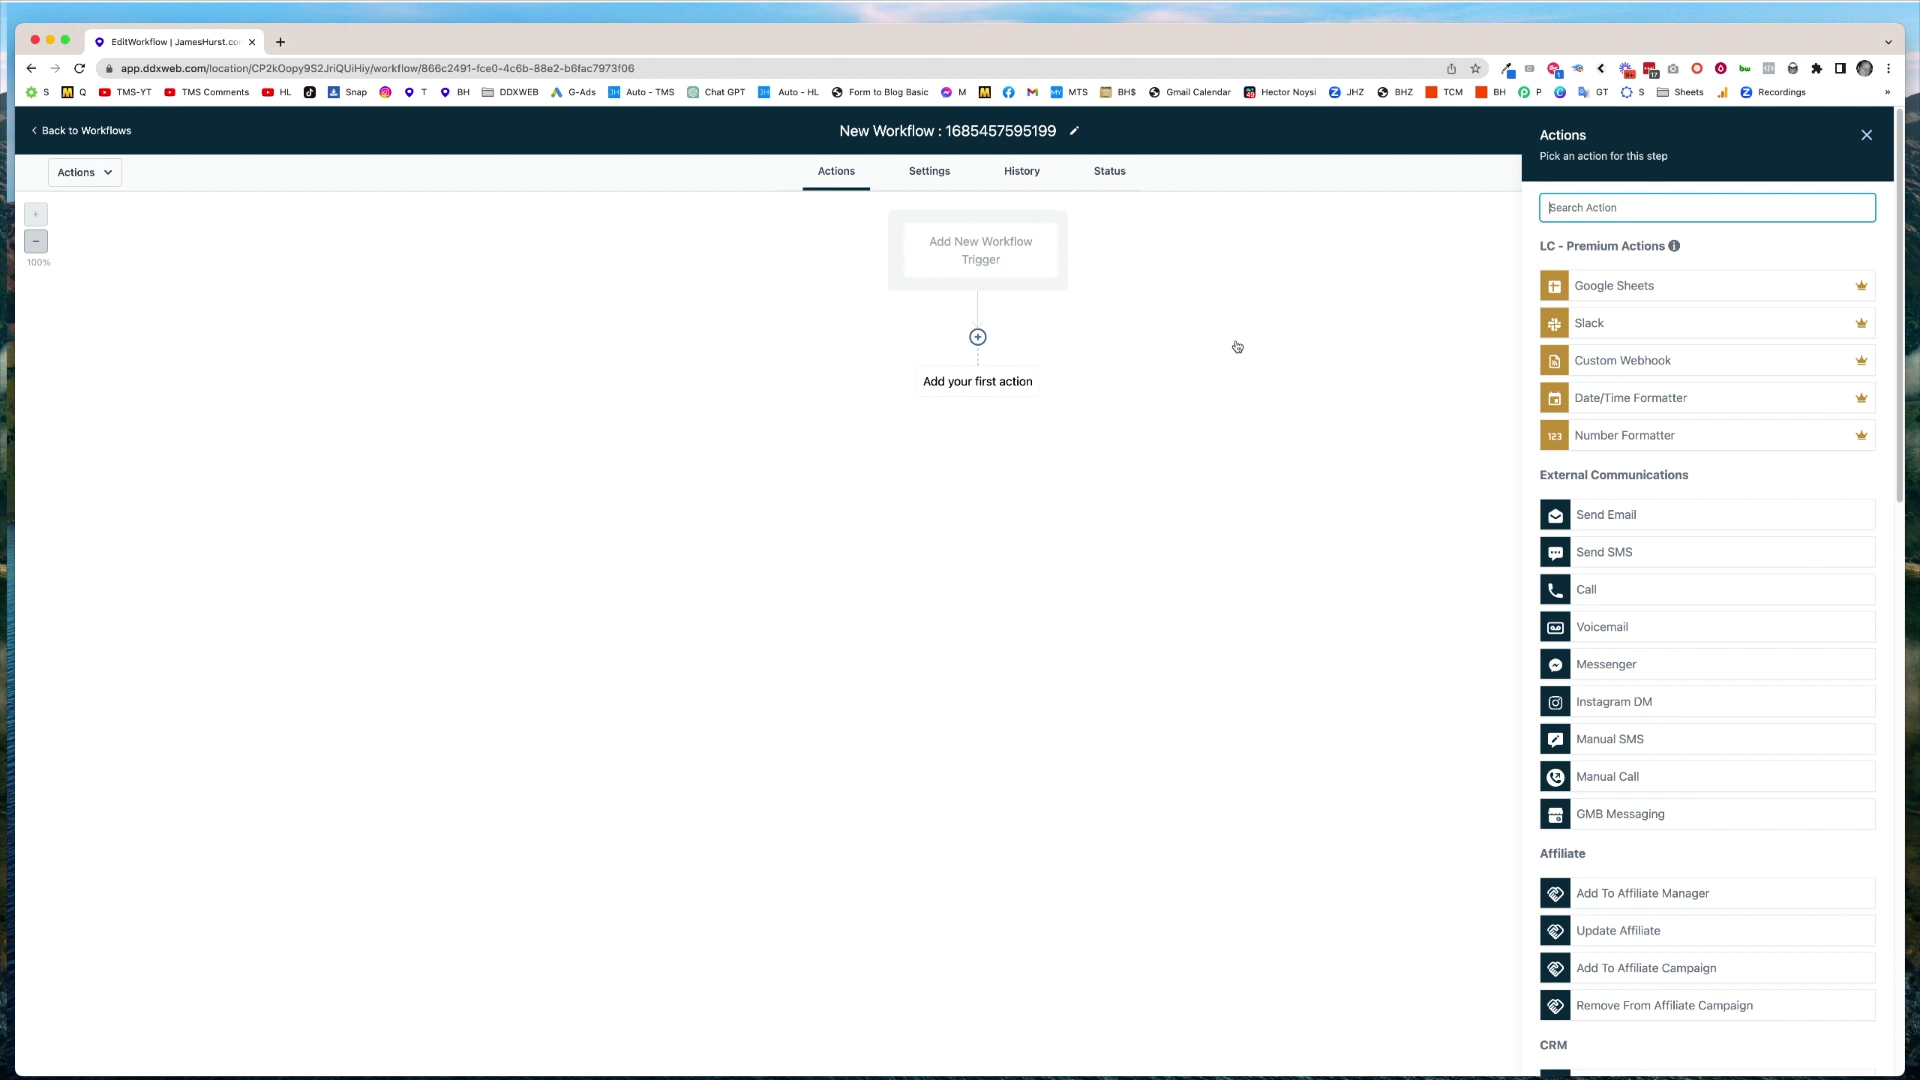 EditWorkflow | JamesHurst.co
app.ddxweb.com/location/CP2kOopy9S2JriQUiHiy/workflow/866c2491-fce0-4c6b-88e2-b6fac7973f06
S Q TMS-YT TMS Comments HL Snap T BH DDXWEB G-Ads Auto - TMS Chat GPT Auto - HL Form to Blog Basic M MTS BH$ Gmail Calendar Hector Noysi JHZ BHZ TCM BH P GT S Sheets Recordings »
Back to Workflows
New Workflow : 1685457595199
Actions
Actions
Settings
History
Status
+
−
100%
Add New Workflow
Trigger
Add your first action
Actions
Pick an action for this step
Search Action
LC - Premium Actions
Google Sheets
Slack
Custom Webhook
Date/Time Formatter
123 Number Formatter
External Communications
Send Email
Send SMS
Call
Voicemail
Messenger
Instagram DM
Manual SMS
Manual Call
GMB Messaging
Affiliate
Add To Affiliate Manager
Update Affiliate
Add To Affiliate Campaign
Remove From Affiliate Campaign
CRM